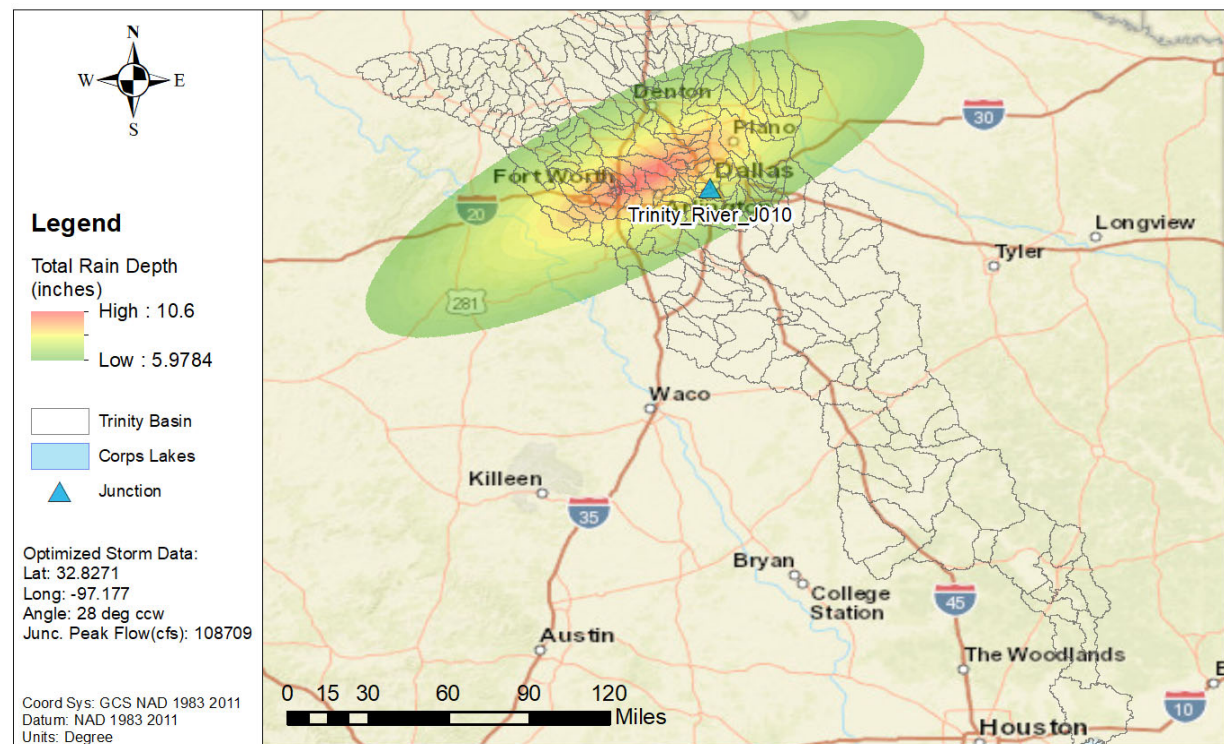 N
W
E
S
Legend
Total Rain Depth
(inches)
High : 10.6
Low : 5.9784
Trinity Basin
Corps Lakes
Junction
Optimized Storm Data:
Lat: 32.8271
Long: -97.177
Angle: 28 deg ccw
Junc. Peak Flow(cfs): 108709
Coord Sys: GCS NAD 1983 2011
Datum: NAD 1983 2011
Units: Degree
Denton
30
Plano
Dallas
Fort Worth
20
Arlington
Trinity_River_J010
Longview
Tyler
281
Waco
Killeen
35
Bryan
College
Station
45
Austin
The Woodlands
B
10
Houston
0 15 30 60 90 120
Miles